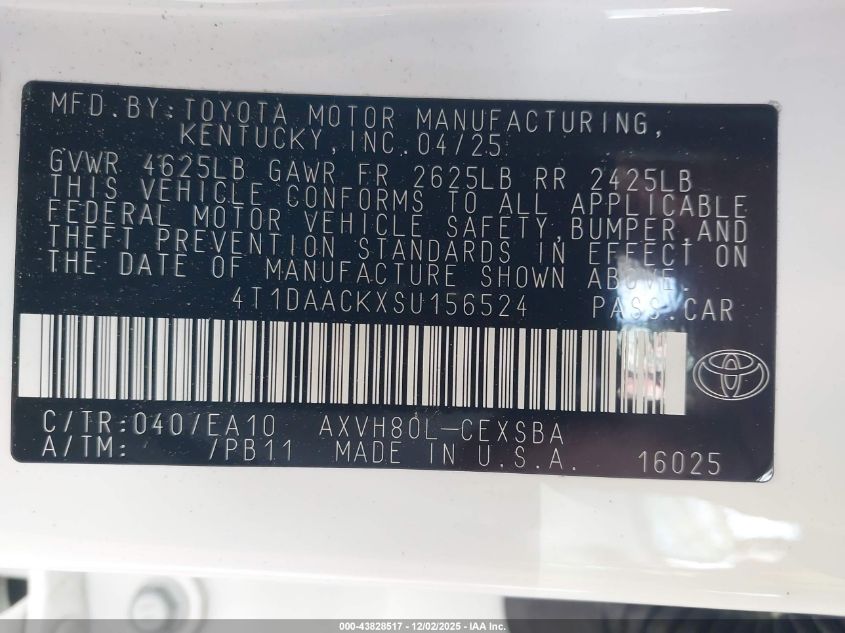 MFD.BY:TOYOTA MOTOR MANUFACTURING,
KENTUCKY,INC.04/25
GVWR 4625LB GAWR FR 2625LB RR 2425LB
THIS VEHICLE CONFORMS TO ALL APPLICABLE
FEDERAL MOTOR VEHICLE SAFETY,BUMPER,AND
THEFT PREVENTION STANDARDS IN EFFECT ON
THE DATE OF MANUFACTURE SHOWN ABOVE.
4T1DAACKXSU156524 PASS.CAR
C/TR:040/EA10 AXVH80L-CEXSBA
A/TM: /PB11 MADE IN U.S.A. 16025
000-43828517 - 12/02/2025 - IAA Inc.